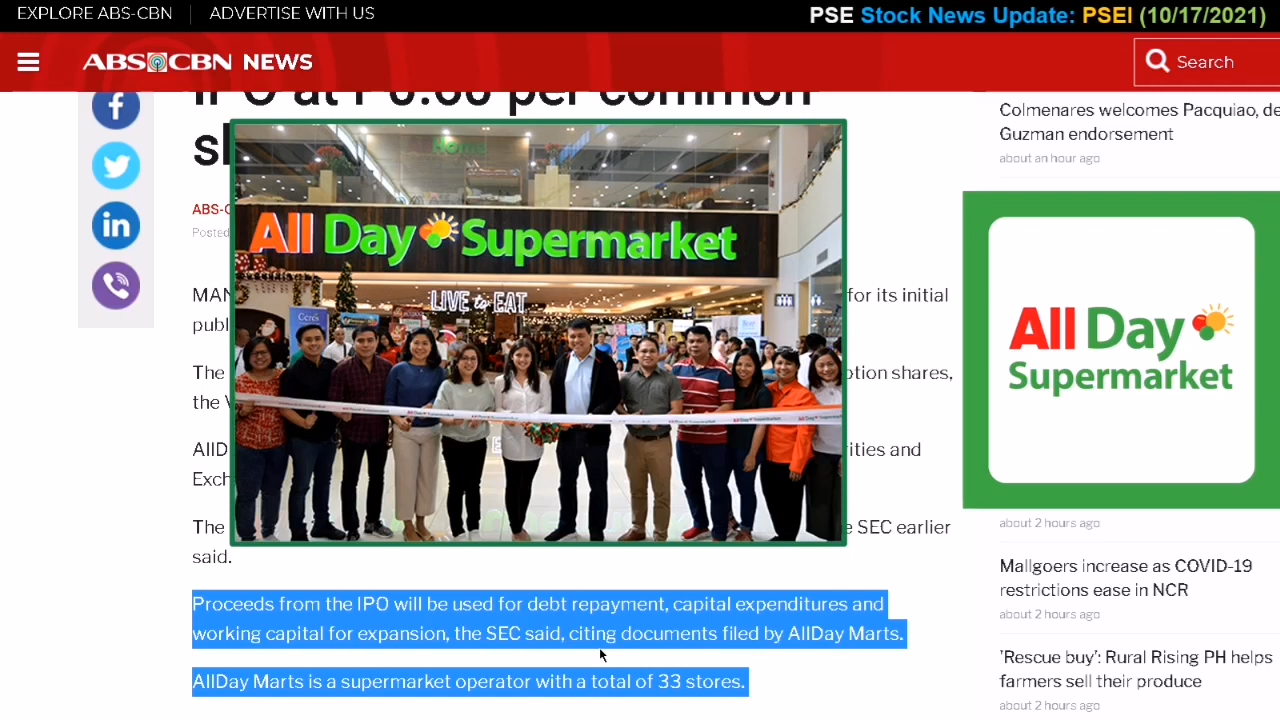 EXPLORE ABS-CBN
ADVERTISE WITH US
PSE Stock News Update: PSEI (10/17/2021)
ABS-CBN NEWS
Search
per common
ABS-C
Posted
MAN
for its initial
publ
The
ption shares,
the V
AllD
rities and
Exch
The
e SEC earlier
said.
Proceeds from the IPO will be used for debt repayment, capital expenditures and
working capital for expansion, the SEC said, citing documents filed by AllDay Marts.
AllDay Marts is a supermarket operator with a total of 33 stores.
Home
All Day Supermarket
LIVE to EAT
Colmenares welcomes Pacquiao, de
Guzman endorsement
about an hour ago
All Day
Supermarket
about 2 hours ago
Mallgoers increase as COVID-19
restrictions ease in NCR
about 2 hours ago
'Rescue buy': Rural Rising PH helps
farmers sell their produce
about 2 hours ago